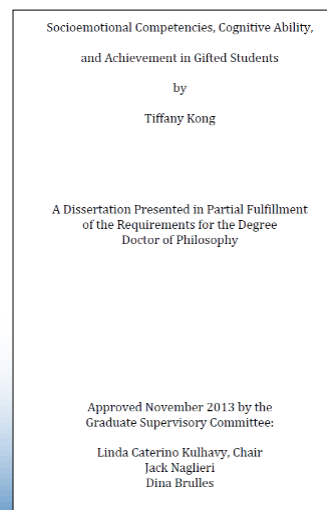 Socioemotional Competencies, Cognitive Ability,
and Achievement in Gifted Students
by
Tiffany Kong
A Dissertation Presented in Partial Fulfillment
of the Requirements for the Degree
Doctor of Philosophy
Approved November 2013 by the
Graduate Supervisory Committee:
Linda Caterino Kulhavy, Chair
Jack Naglieri
Dina Brulles